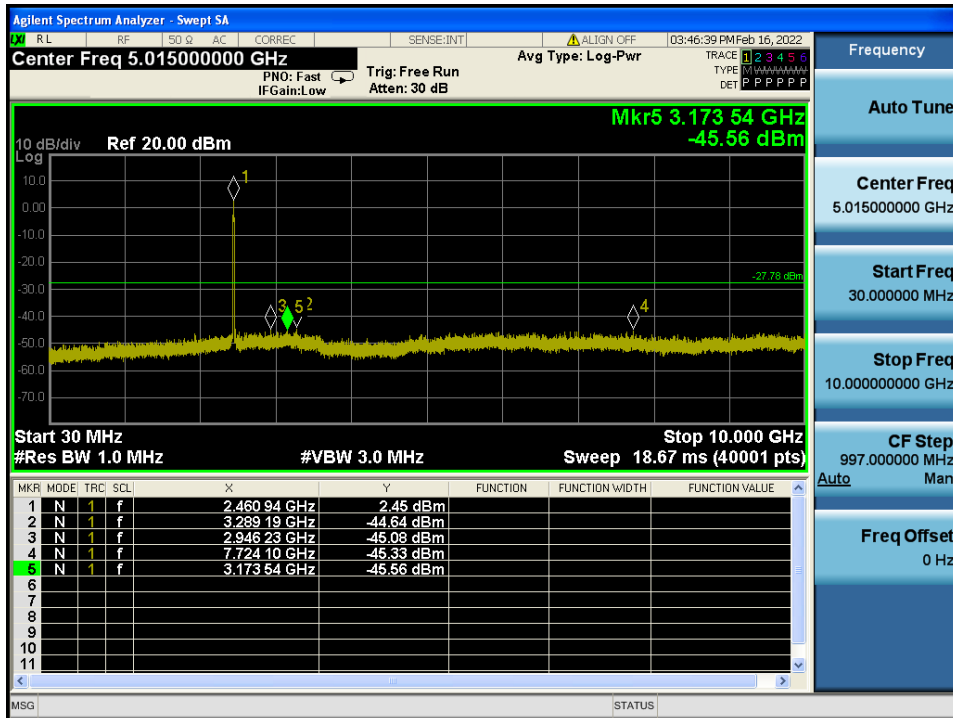 Agilent Spectrum Analyzer - Swept SA
LXI RL RF 50 Ω AC CORREC SENSE:INT ALIGN OFF 03:46:39 PM Feb 16, 2022
Center Freq 5.015000000 GHz
PNO: Fast
IFGain:Low
Trig: Free Run
Atten: 30 dB
Avg Type: Log-Pwr
TRACE 1 2 3 4 5 6
TYPE M WWWWW
DET P P P P P P
Mkr5 3.173 54 GHz
-45.56 dBm
10 dB/div Ref 20.00 dBm
Log
10.0
0.00
-10.0
-20.0
-30.0
-40.0
-50.0
-60.0
-70.0
1
3 5 2
4
-27.78 dBm
Start 30 MHz
Stop 10.000 GHz
#Res BW 1.0 MHz #VBW 3.0 MHz Sweep 18.67 ms (40001 pts)
MKR MODE TRC SCL X Y FUNCTION FUNCTION WIDTH FUNCTION VALUE
1 N 1 f 2.460 94 GHz 2.45 dBm
2 N 1 f 3.289 19 GHz -44.64 dBm
3 N 1 f 2.946 23 GHz -45.08 dBm
4 N 1 f 7.724 10 GHz -45.33 dBm
5 N 1 f 3.173 54 GHz -45.56 dBm
6
7
8
9
10
11
MSG STATUS
Frequency
Auto Tune
Center Freq
5.015000000 GHz
Start Freq
30.000000 MHz
Stop Freq
10.000000000 GHz
CF Step
997.000000 MHz
Auto Man
Freq Offset
0 Hz